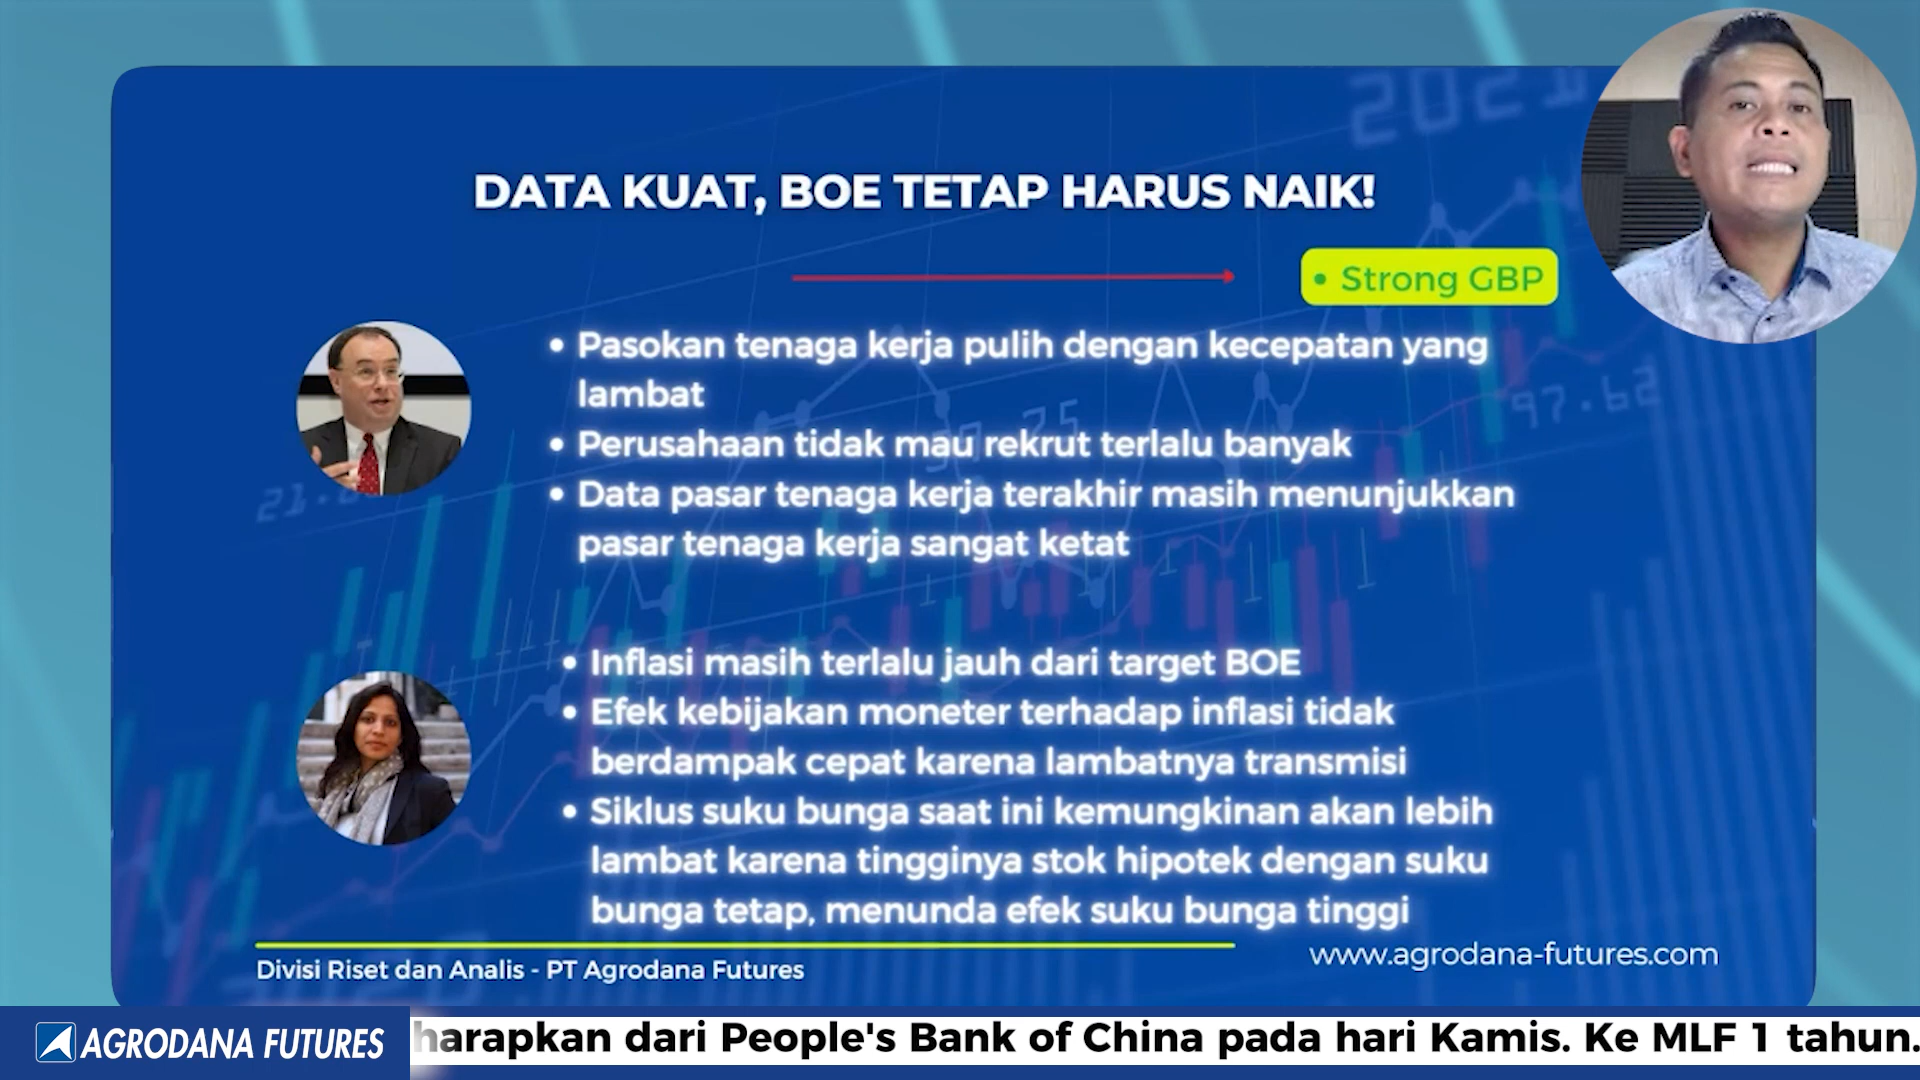 DATA KUAT, BOE TETAP HARUS NAIK!
• Strong GBP
• Pasokan tenaga kerja pulih dengan kecepatan yang
lambat
• Perusahaan tidak mau rekrut terlalu banyak
• Data pasar tenaga kerja terakhir masih menunjukkan
pasar tenaga kerja sangat ketat
• Inflasi masih terlalu jauh dari target BOE
• Efek kebijakan moneter terhadap inflasi tidak
berdampak cepat karena lambatnya transmisi
• Siklus suku bunga saat ini kemungkinan akan lebih
lambat karena tingginya stok hipotek dengan suku
bunga tetap, menunda efek suku bunga tinggi
www.agrodana-futures.com
Divisi Riset dan Analis - PT Agrodana Futures
AGRODANA FUTURES
harapkan dari People's Bank of China pada hari Kamis. Ke MLF 1 tahun.
97.62